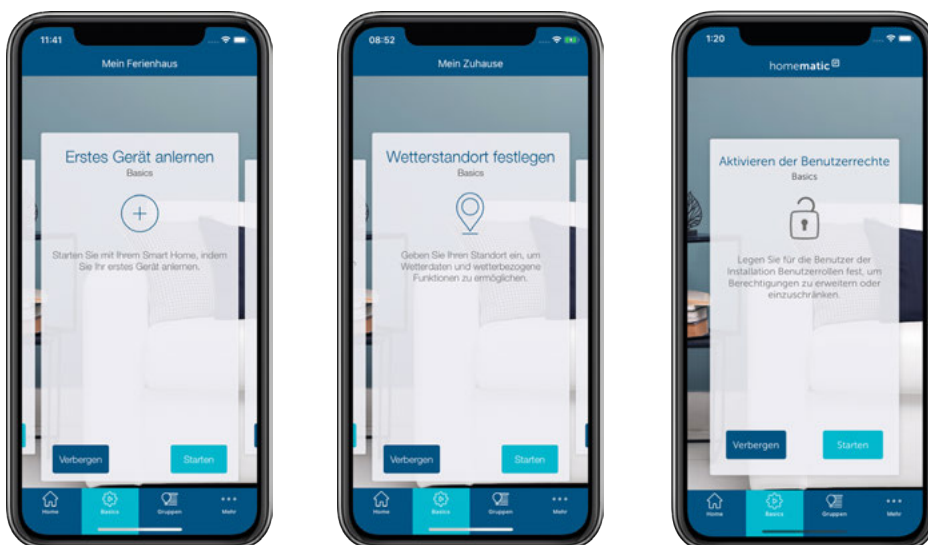 11:41
Mein Ferienhaus
Erstes Gerät anlernen
Basics
Starten Sie mit Ihrem Smart Home, indem
Sie Ihr erstes Gerät anlernen.
Verbergen
Starten
Home
Basics
Gruppen
Mehr
08:52
Mein Zuhause
Wetterstandort festlegen
Basics
Geben Sie Ihren Standort ein, um
Wetterdaten und wetterbezogene
Funktionen zu ermöglichen.
Verbergen
Starten
Home
Basics
Gruppen
Mehr
1:20
homematic IP
Aktivieren der Benutzerrechte
Basics
Legen Sie für die Benutzer der
Installation Benutzerrollen fest, um
Berechtigungen zu erweitern oder
einzuschränken.
Verbergen
Starten
Home
Basics
Gruppen
Mehr